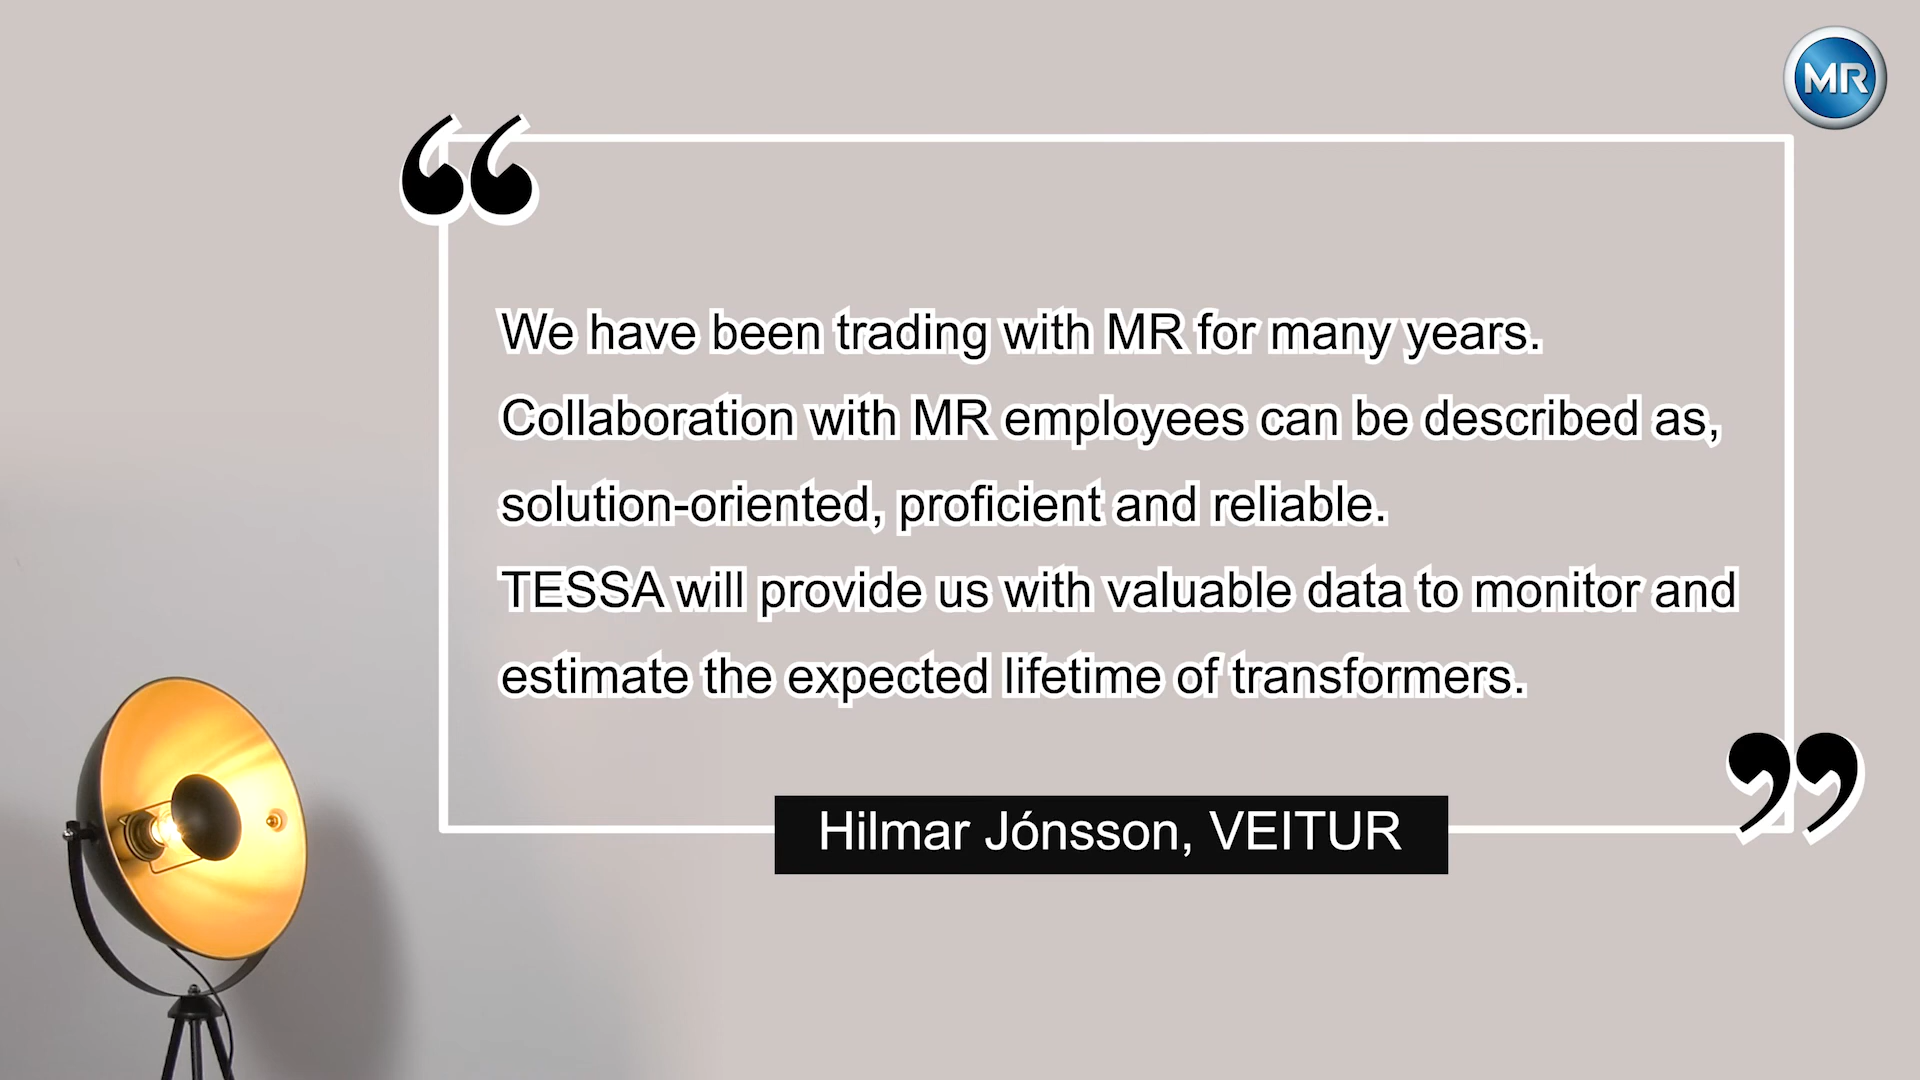 MR
“
We have been trading with MR for many years.
Collaboration with MR employees can be described as,
solution-oriented, proficient and reliable.
TESSA will provide us with valuable data to monitor and
estimate the expected lifetime of transformers.
”
Hilmar Jónsson, VEITUR